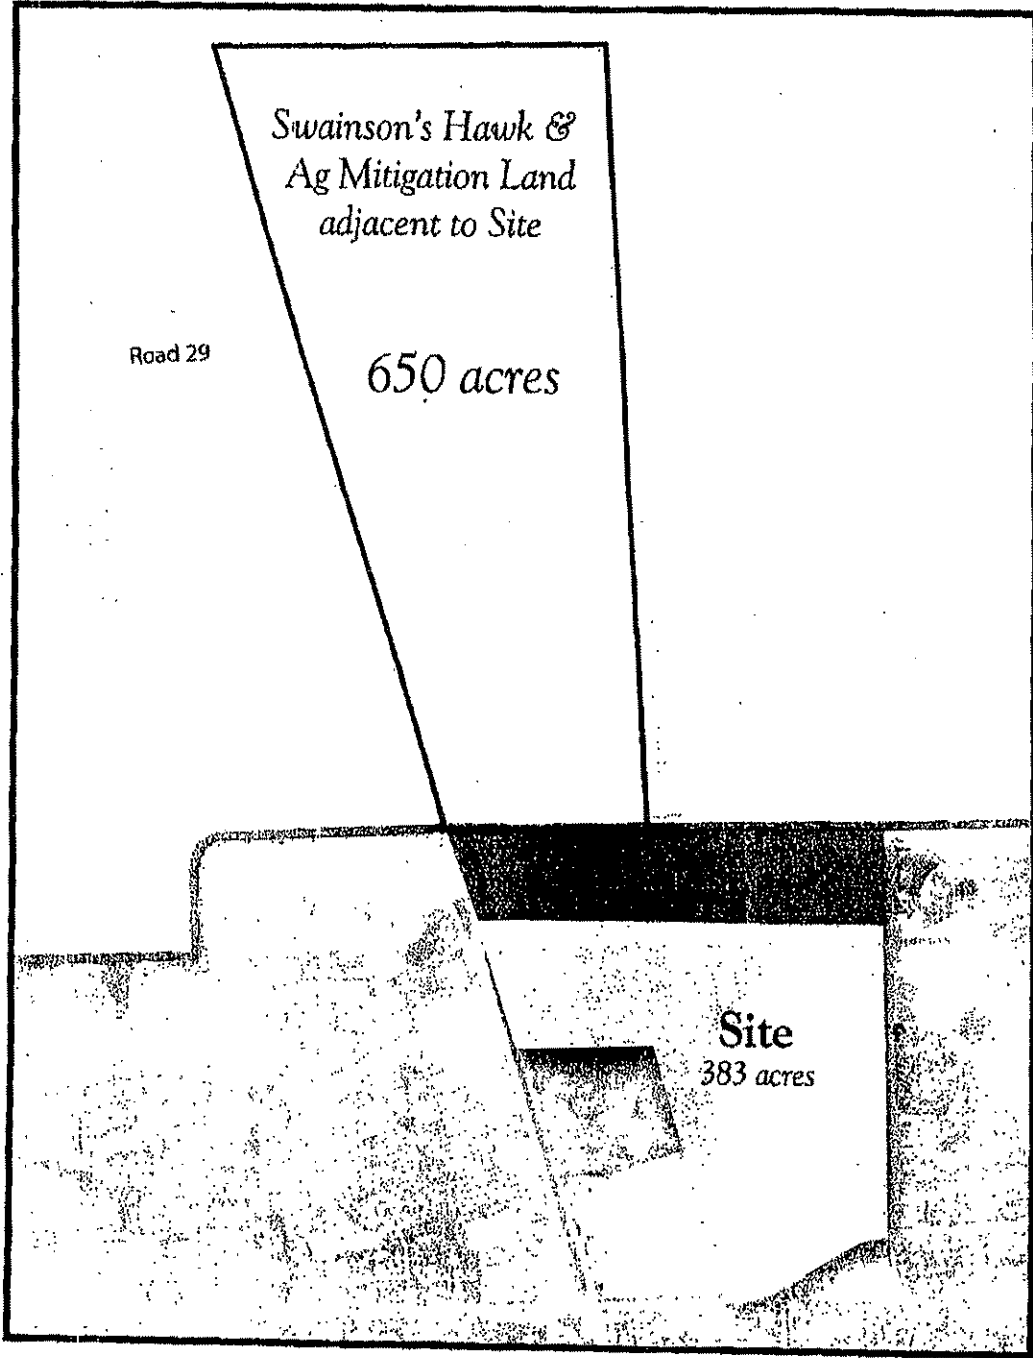 Swainson's Hawk &
Ag Mitigation Land
adjacent to Site
Road 29
650 acres
Site
383 acres